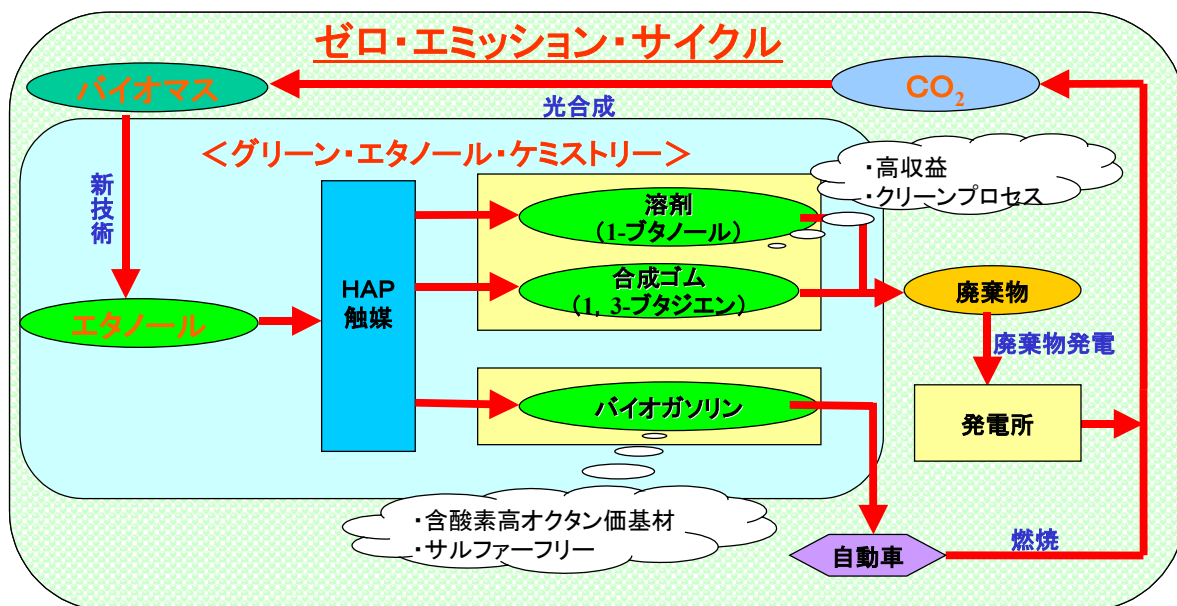 ゼロ・エミッション・サイクル
バイオマス
CO₂
光合成
＜グリーン・エタノール・ケミストリー＞
・高収益
・クリーンプロセス
新技術
溶剤
（1-ブタノール）
HAP
触媒
合成ゴム
（1，3-ブタジエン）
廃棄物
エタノール
廃棄物発電
バイオガソリン
発電所
・含酸素高オクタン価基材
・サルファーフリー
自動車
燃焼